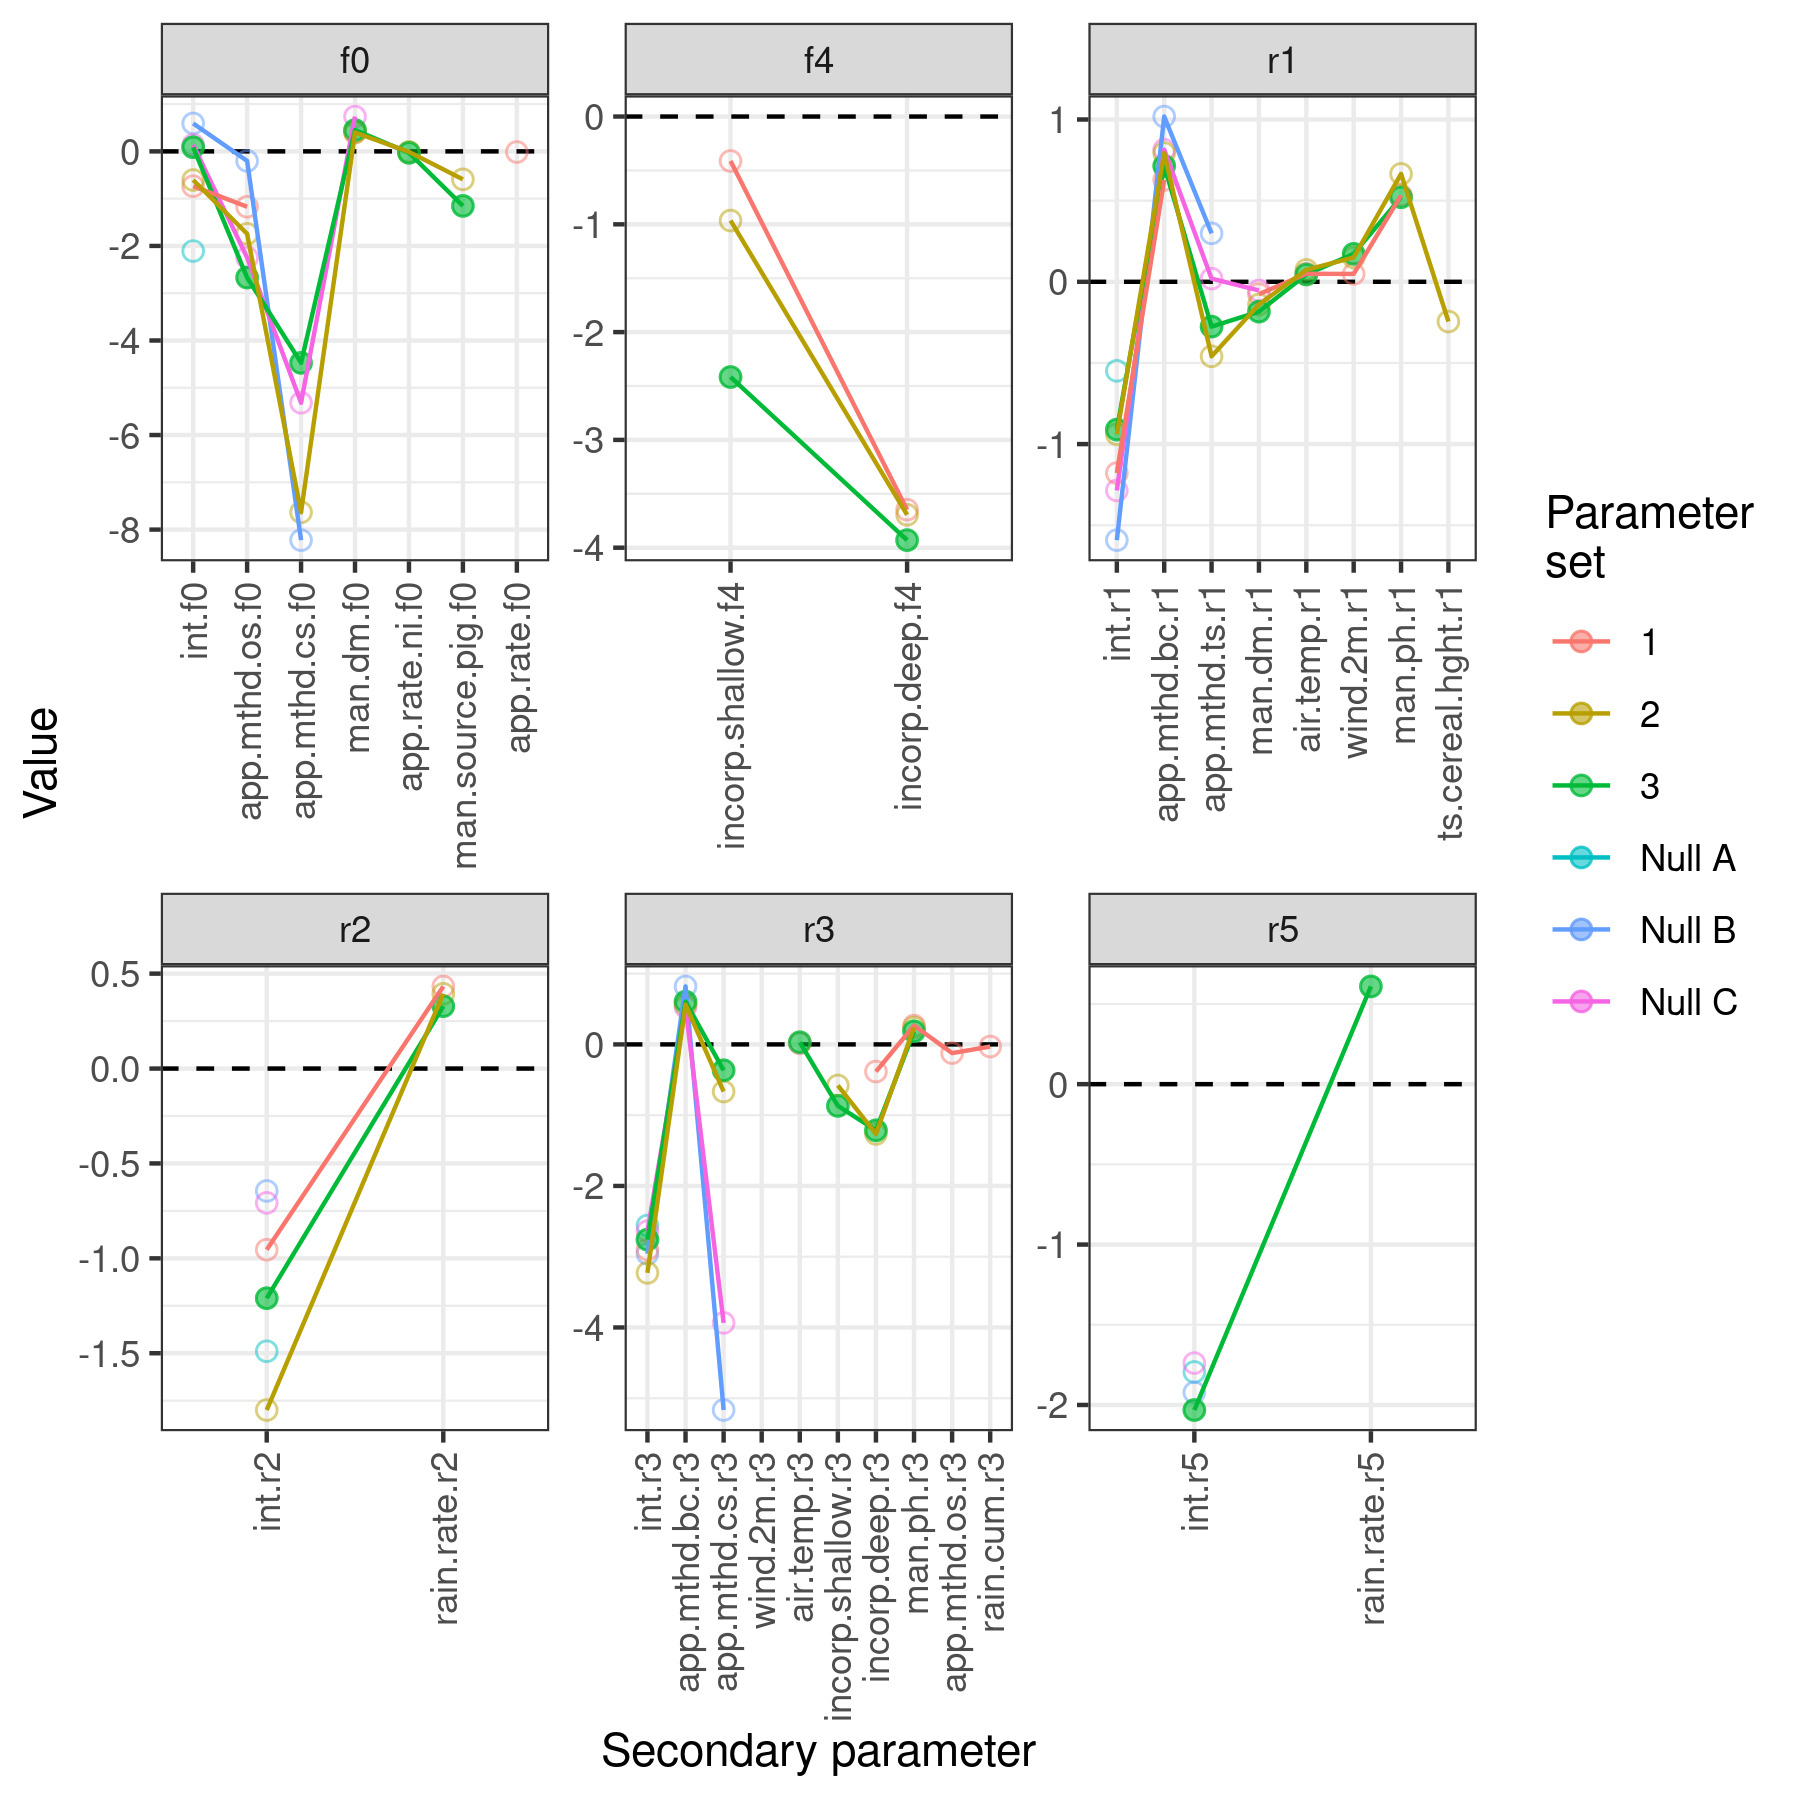 f0
f4
r1
0
-2
-4
-6
-8
0
-1
-2
-3
-4
1
0
-1
int.f0
app.mthd.os.f0
app.mthd.cs.f0
man.dm.f0
app.rate.ni.f0
man.source.pig.f0
app.rate.f0
incorp.shallow.f4
incorp.deep.f4
int.r1
app.mthd.bc.r1
app.mthd.ts.r1
man.dm.r1
air.temp.r1
wind.2m.r1
man.ph.r1
ts.cereal.hght.r1
Value
Parameter
set
1
2
3
Null A
Null B
Null C
r2
r3
r5
0.5
0.0
-0.5
-1.0
-1.5
0
-2
-4
0
-1
-2
int.r2
rain.rate.r2
int.r3
app.mthd.bc.r3
app.mthd.cs.r3
wind.2m.r3
air.temp.r3
incorp.shallow.r3
incorp.deep.r3
man.ph.r3
app.mthd.os.r3
rain.cum.r3
int.r5
rain.rate.r5
Secondary parameter